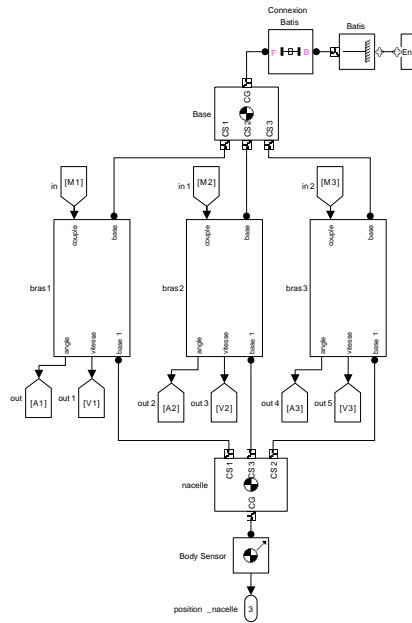 Connexion
Batis
Batis
F
B
En
CG
Base
CS 1
CS 2
CS 3
in
[M1]
in 1
[M2]
in 2
[M3]
couple
base
couple
base
couple
base
bras1
bras2
bras3
angle
vitesse
base 1
angle
vitesse
base 1
angle
vitesse
base 1
out
[A1]
out 1
[V1]
out 2
[A2]
out 3
[V2]
out 4
[A3]
out 5
[V3]
CS 1
CS 3
CS 2
nacelle
CG
Body Sensor
position _nacelle
3